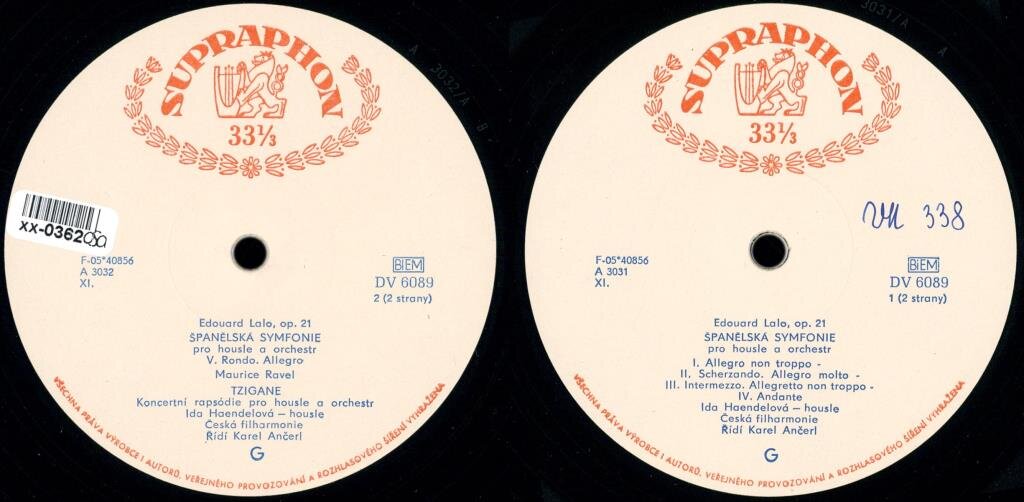 SUPRAPHON
33⅓
xx-0362
F-05*40856
A 3032
XI.
BIEM
DV 6089
2 (2 strany)
Edouard Lalo, op. 21
ŠPANĚLSKÁ SYMFONIE
pro housle a orchestr
V. Rondo. Allegro
Maurice Ravel
TZIGANE
Koncertní rapsódie pro housle a orchestr
Ida Haendelová — housle
Česká filharmonie
Řídí Karel Ančerl
G
VŠECHNA PRÁVA VÝROBCE I AUTORŮ, VEŘEJNÉHO PROVOZOVÁNÍ A ROZHLASOVÉHO ŠÍŘENÍ VYHRAŽENA
A 3032/A B
SUPRAPHON
33⅓
VH 338
F-05*40856
A 3031
XI.
BIEM
DV 6089
1 (2 strany)
Edouard Lalo, op. 21
ŠPANĚLSKÁ SYMFONIE
pro housle a orchestr
I. Allegro non troppo -
II. Scherzando. Allegro molto -
III. Intermezzo. Allegretto non troppo -
IV. Andante
Ida Haendelová — housle
Česká filharmonie
Řídí Karel Ančerl
G
VŠECHNA PRÁVA VÝROBCE I AUTORŮ, VEŘEJNÉHO PROVOZOVÁNÍ A ROZHLASOVÉHO ŠÍŘENÍ VYHRAŽENA
3031/A A